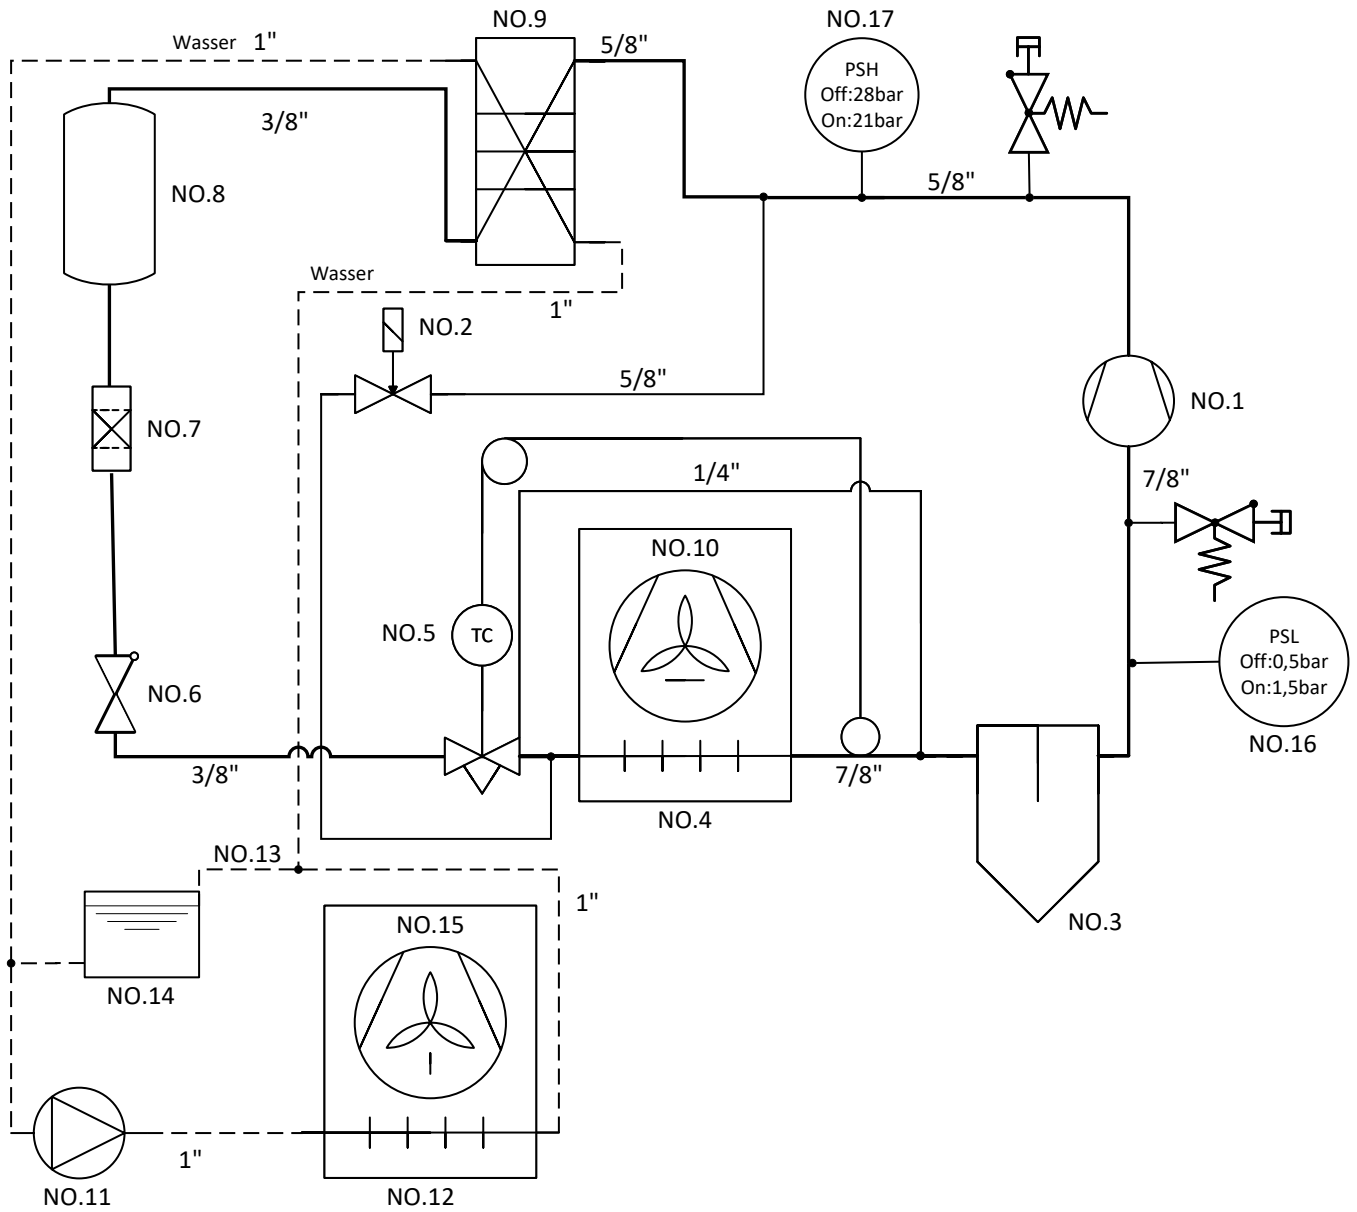 NO.9
NO.17
Wasser 1"
5/8"
PSH
Off:28bar
On:21bar
3/8"
NO.8
5/8"
Wasser
1"
NO.2
5/8"
NO.1
NO.7
1/4"
7/8"
NO.10
NO.5
TC
PSL
Off:0,5bar
On:1,5bar
NO.6
NO.16
3/8"
7/8"
NO.4
NO.13
1"
NO.15
NO.3
NO.14
1"
NO.11
NO.12